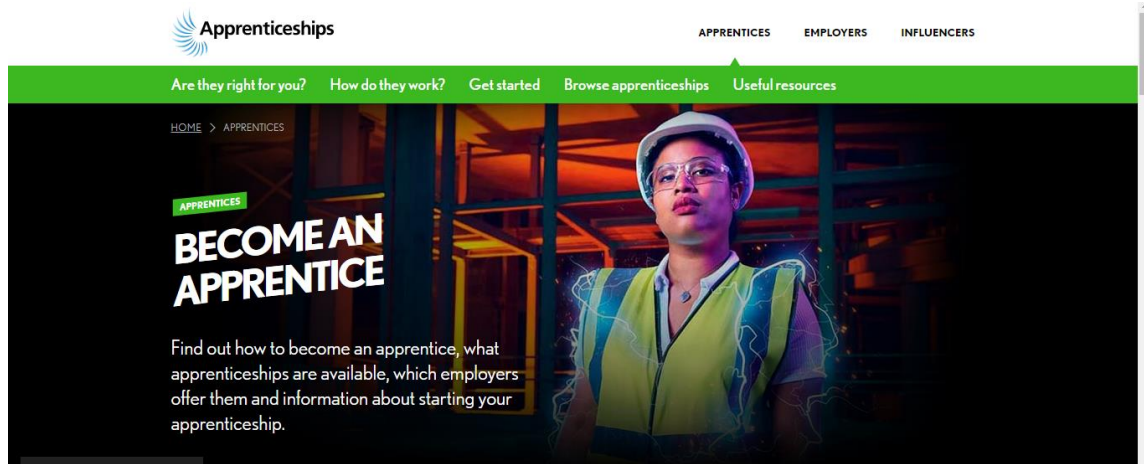 Apprenticeships
APPRENTICES EMPLOYERS INFLUENCERS
Are they right for you? How do they work? Get started Browse apprenticeships Useful resources
HOME > APPRENTICES
APPRENTICES
BECOME AN
APPRENTICE
Find out how to become an apprentice, what
apprenticeships are available, which employers
offer them and information about starting your
apprenticeship.